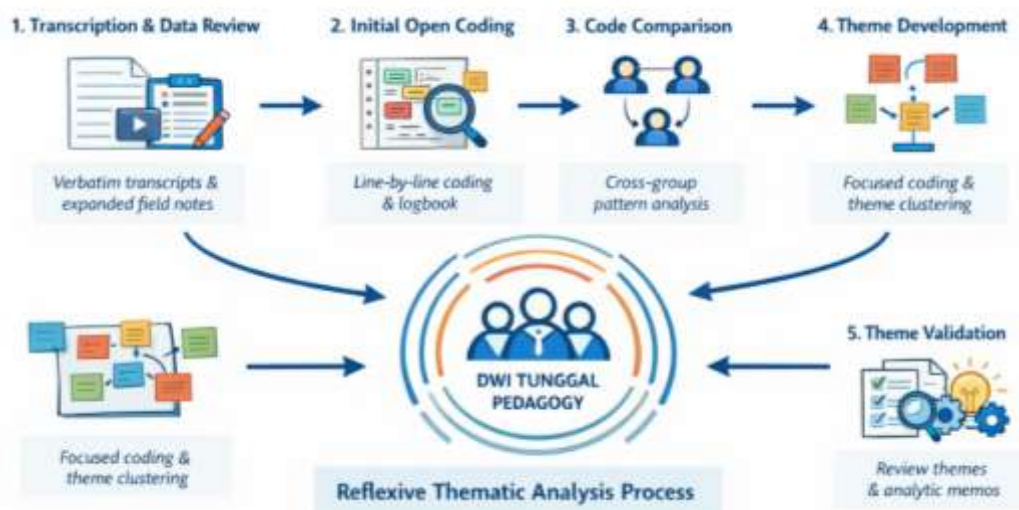 1. Transcription & Data Review
2. Initial Open Coding
3. Code Comparison
4. Theme Development
Verbatim transcripts &
expanded field notes
Line-by-line coding
& logbook
Cross-group
pattern analysis
Focused coding &
theme clustering
DWI TUNGGAL
PEDAGOGY
5. Theme Validation
Focused coding &
theme clustering
Review themes
& analytic memos
Reflexive Thematic Analysis Process